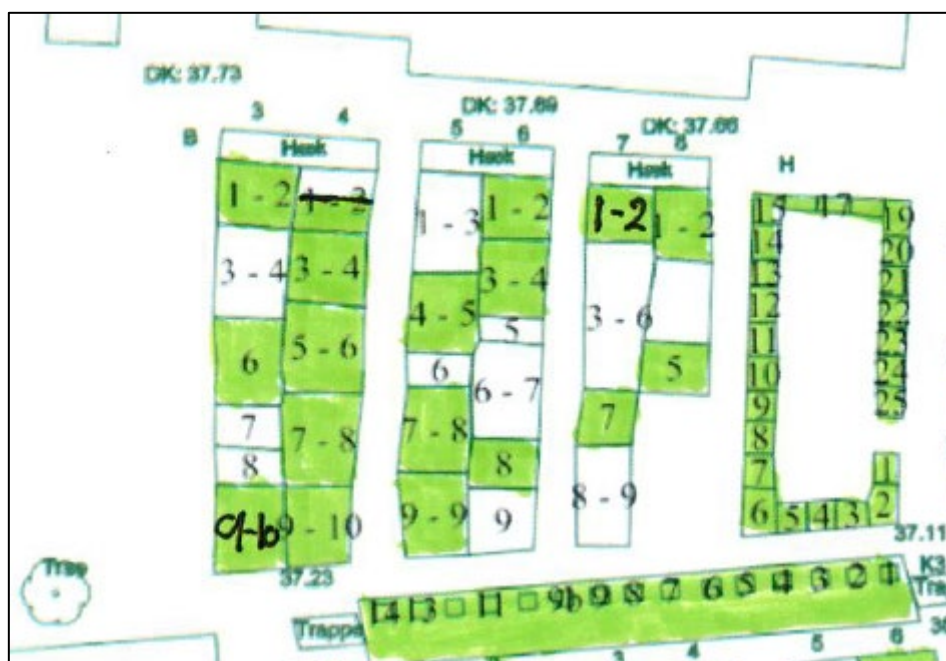 DK: 37.73
DK: 37.69
DK: 37.66
3 4
5 6
7 8
B
H
Hæk
Hæk
Hæk
1 - 2
1 - 2
1 - 3
1 - 2
1-2
1 - 2
3 - 4
3 - 4
3 - 4
4 - 5
5
3 - 6
6
5 - 6
6
6 - 7
5
7
7
8
7 - 8
7 - 8
8
8 - 9
9-10
9 - 9
9
15 17 19
14 20
13 21
12 22
11 23
10 24
9 25
8
7 1
6 5 4 3 2
37.11
Træ
37.23
K3
14 13 11 9b 9 8 7 6 5 4 3 2 1
Trappe
3 4 5 6